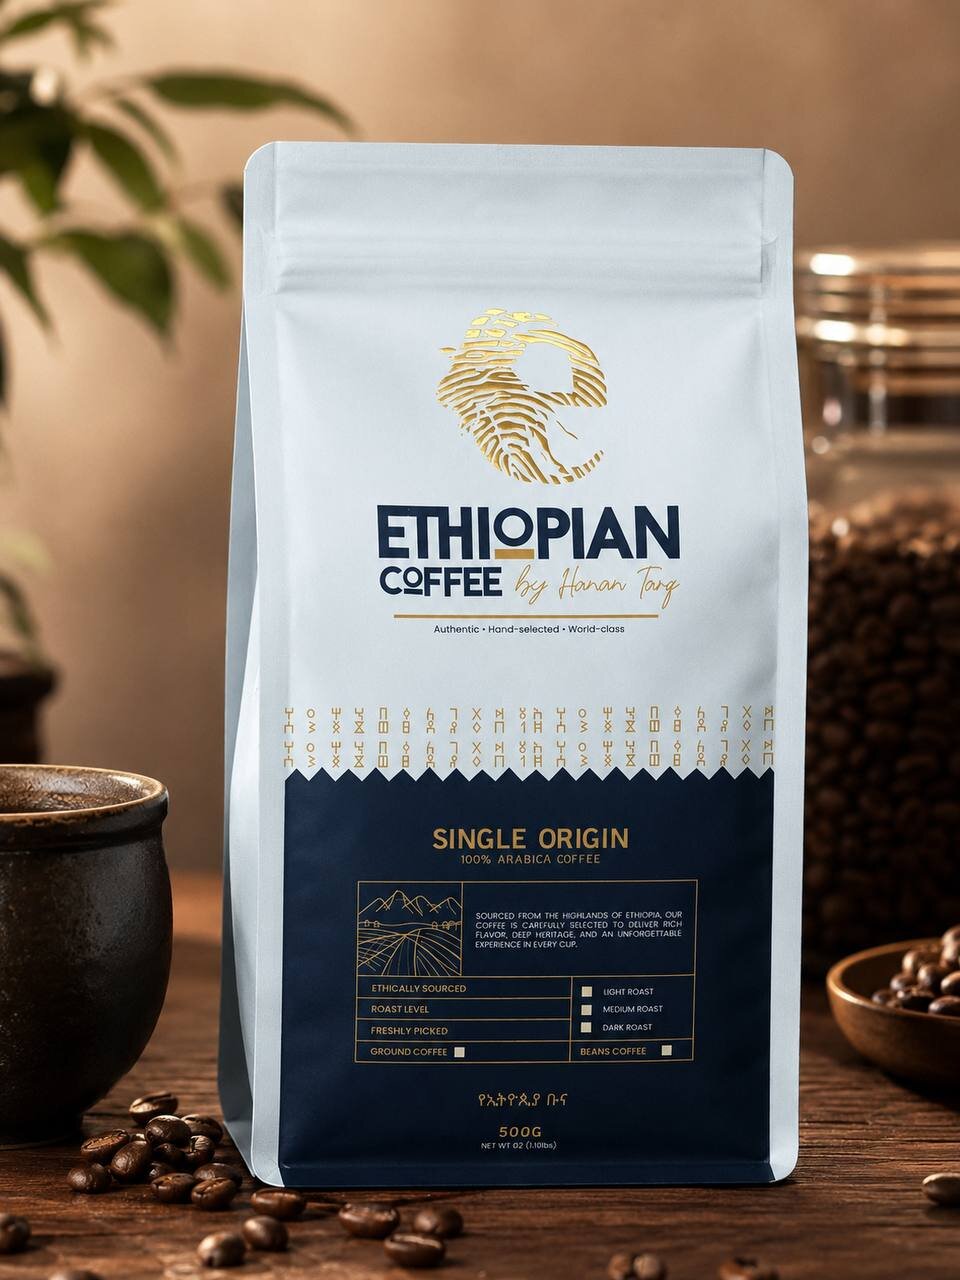 ETHIOPIAN
COFFEE by Hanan Tarq
Authentic • Hand-selected • World-class
SINGLE ORIGIN
100% ARABICA COFFEE
SOURCED FROM THE HIGHLANDS OF ETHIOPIA, OUR
COFFEE IS CAREFULLY SELECTED TO DELIVER RICH
FLAVOR, DEEP HERITAGE, AND AN UNFORGETTABLE
EXPERIENCE IN EVERY CUP.
ETHICALLY SOURCED
ROAST LEVEL
FRESHLY PICKED
GROUND COFFEE
LIGHT ROAST
MEDIUM ROAST
DARK ROAST
BEANS COFFEE
የኢትዮጲያ ቡና
500G
NET WT 02 (1.10lbs)